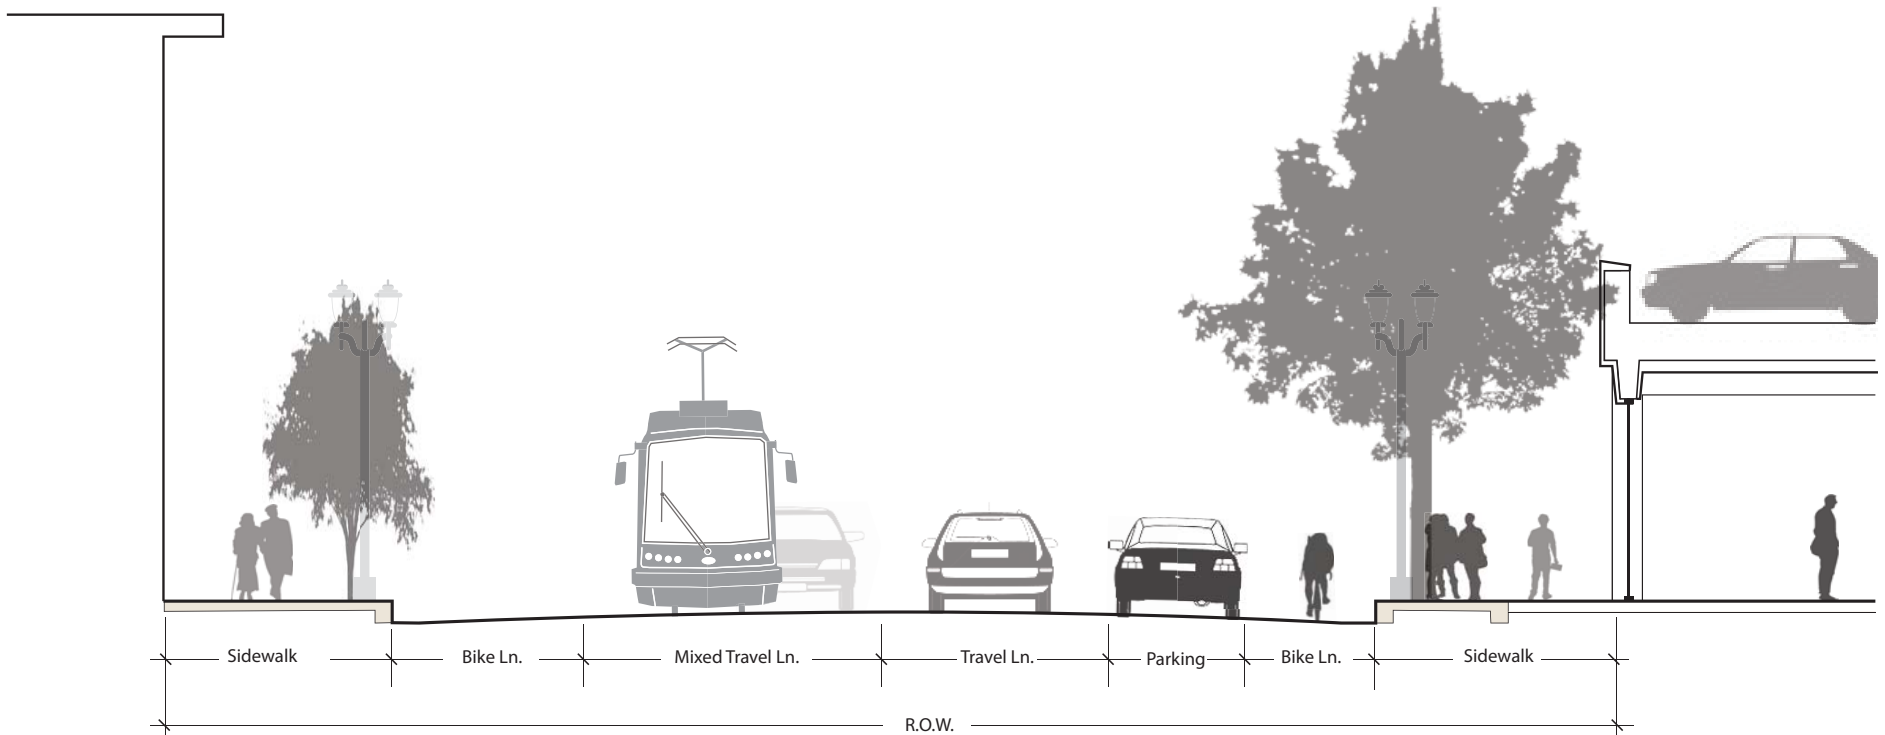 Sidewalk
Bike Ln.
Mixed Travel Ln.
Travel Ln.
Parking
Bike Ln.
Sidewalk
R.O.W.